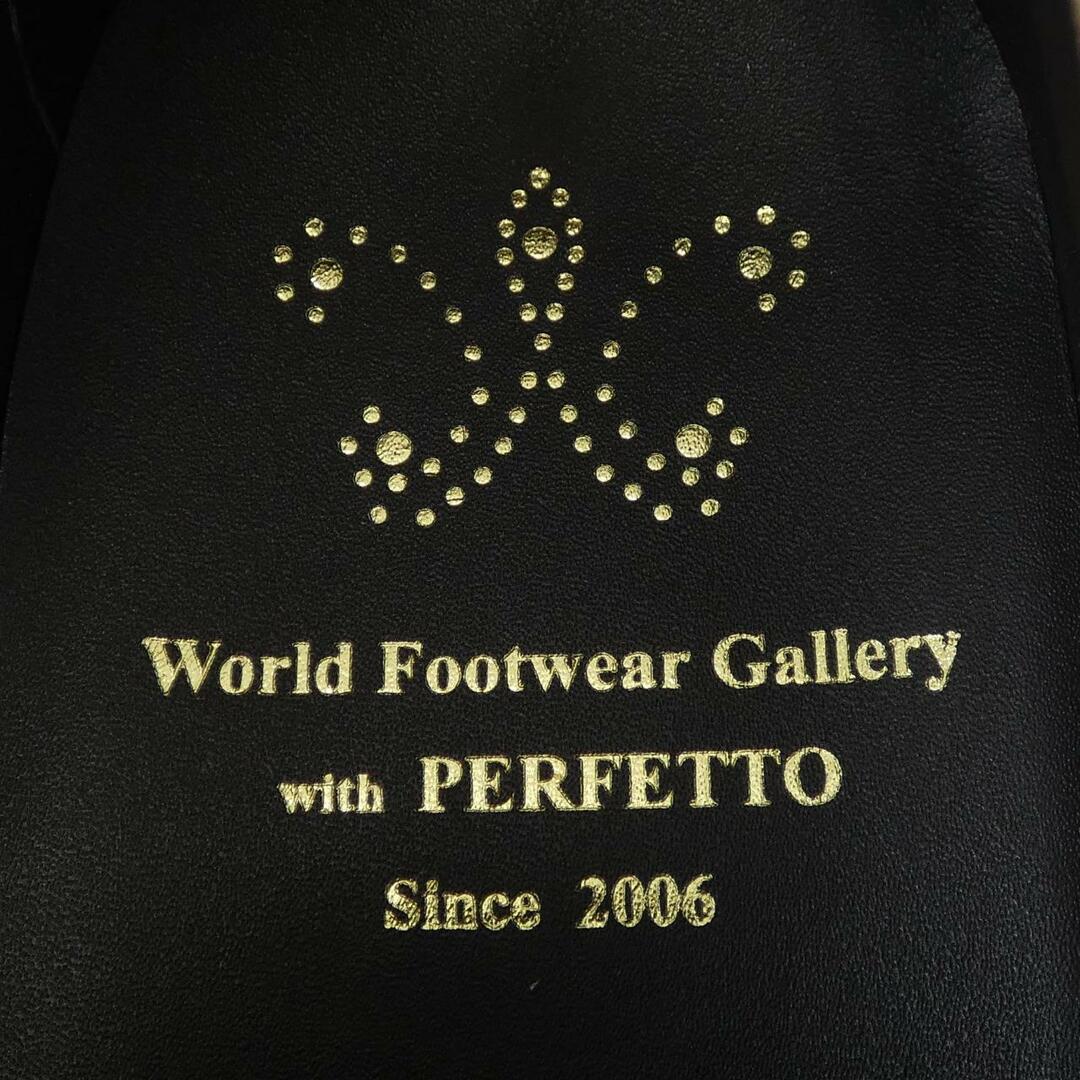 World Footwear Gallery
with PERFETTO
Since 2006